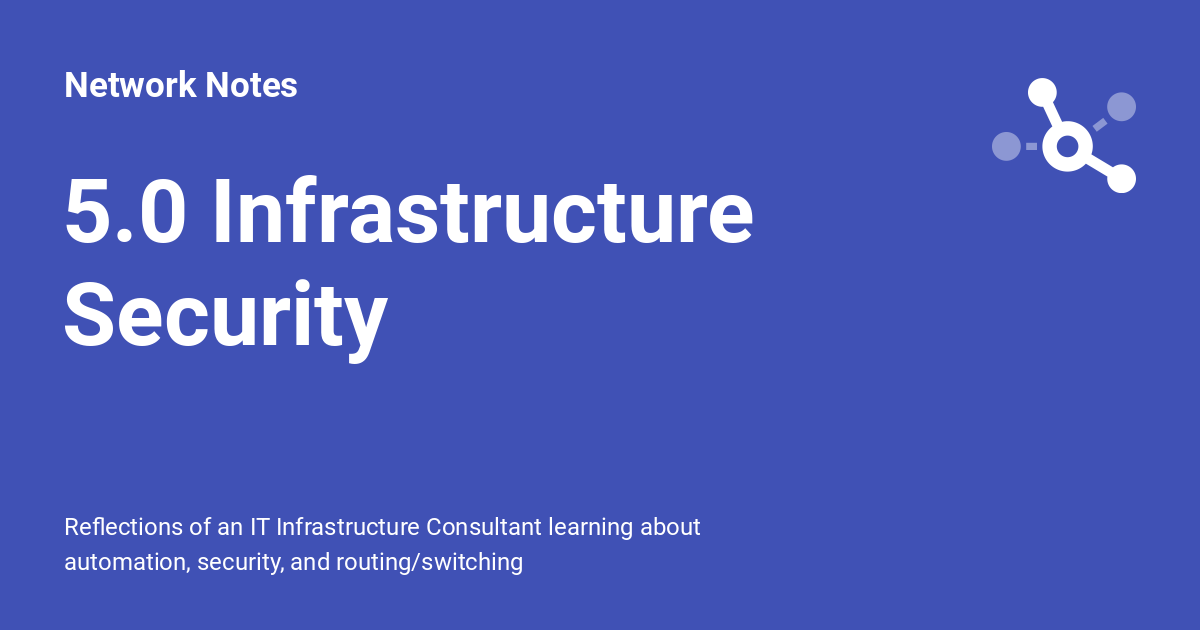 Network Notes
5.0 Infrastructure
Security
Reflections of an IT Infrastructure Consultant learning about
automation, security, and routing/switching